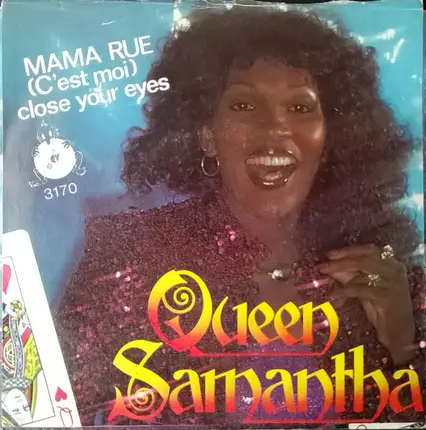 MAMA RUE
(C'est moi)
close your eyes
3170
Queen
Samantha